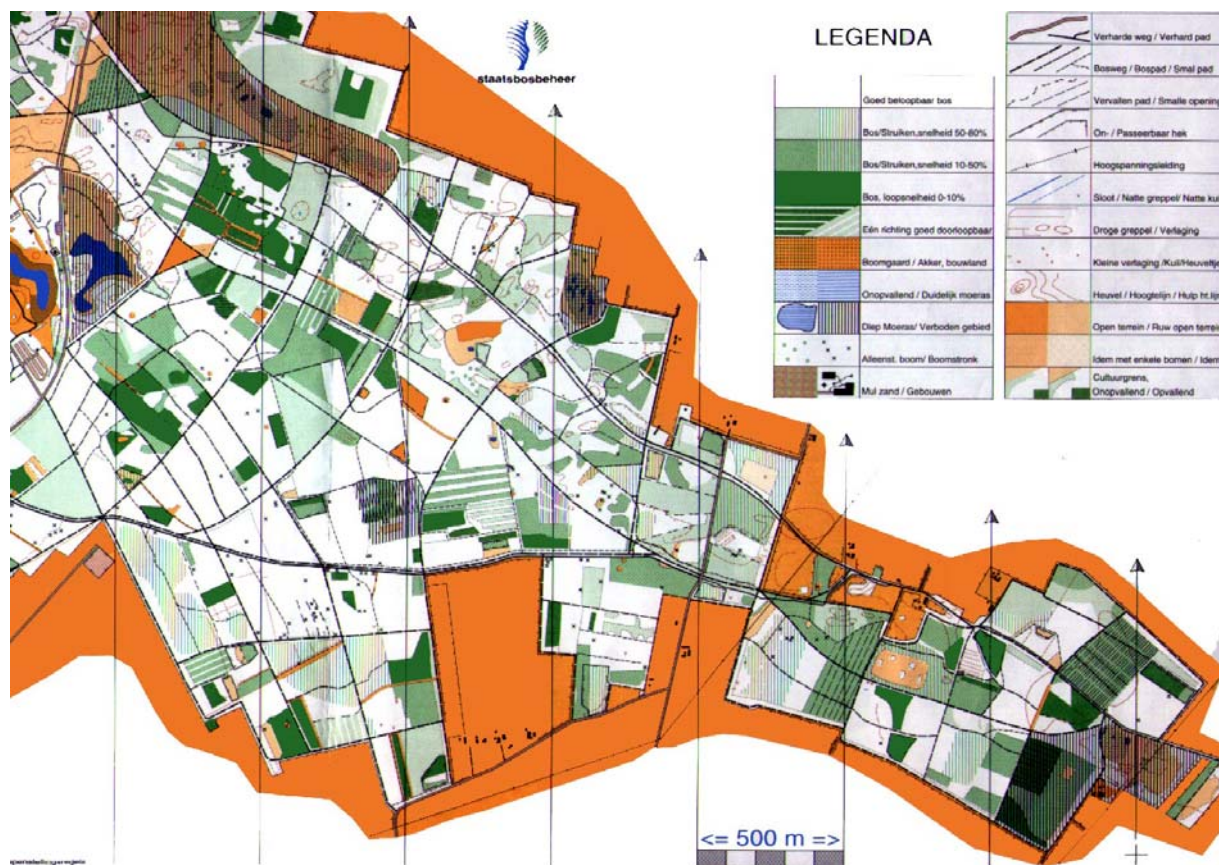 staatsbosbeheer
LEGENDA
Goed beloopbaar bos
Bos/Struiken,snelheid 50-80%
Bos/Struiken,snelheid 10-50%
Bos, loopsnelheid 0-10%
Eén richting goed doorloopbaar
Boomgaard / Akker, bouwland
Onopvallend / Duidelijk moeras
Diep Moeras/ Verboden gebied
Alleenst. boom/ Boomstronk
Mul zand / Gebouwen
Verharde weg / Verhard pad
Bosweg / Bospad / Smal pad
Vervallen pad / Smalle opening
On- / Passeerbaar hek
Hoogspanningsleiding
Sloot / Natte greppel/ Natte kuil
Droge greppel / Verlaging
Kleine verlaging /Kuil/Heuveltje
Heuvel / Hoogtelijn / Hulp ht.lijn
Open terrein / Ruw open terrein
Idem met enkele bomen / Idem
Cultuurgrens,
Onopvallend / Opvallend
<= 500 m =>